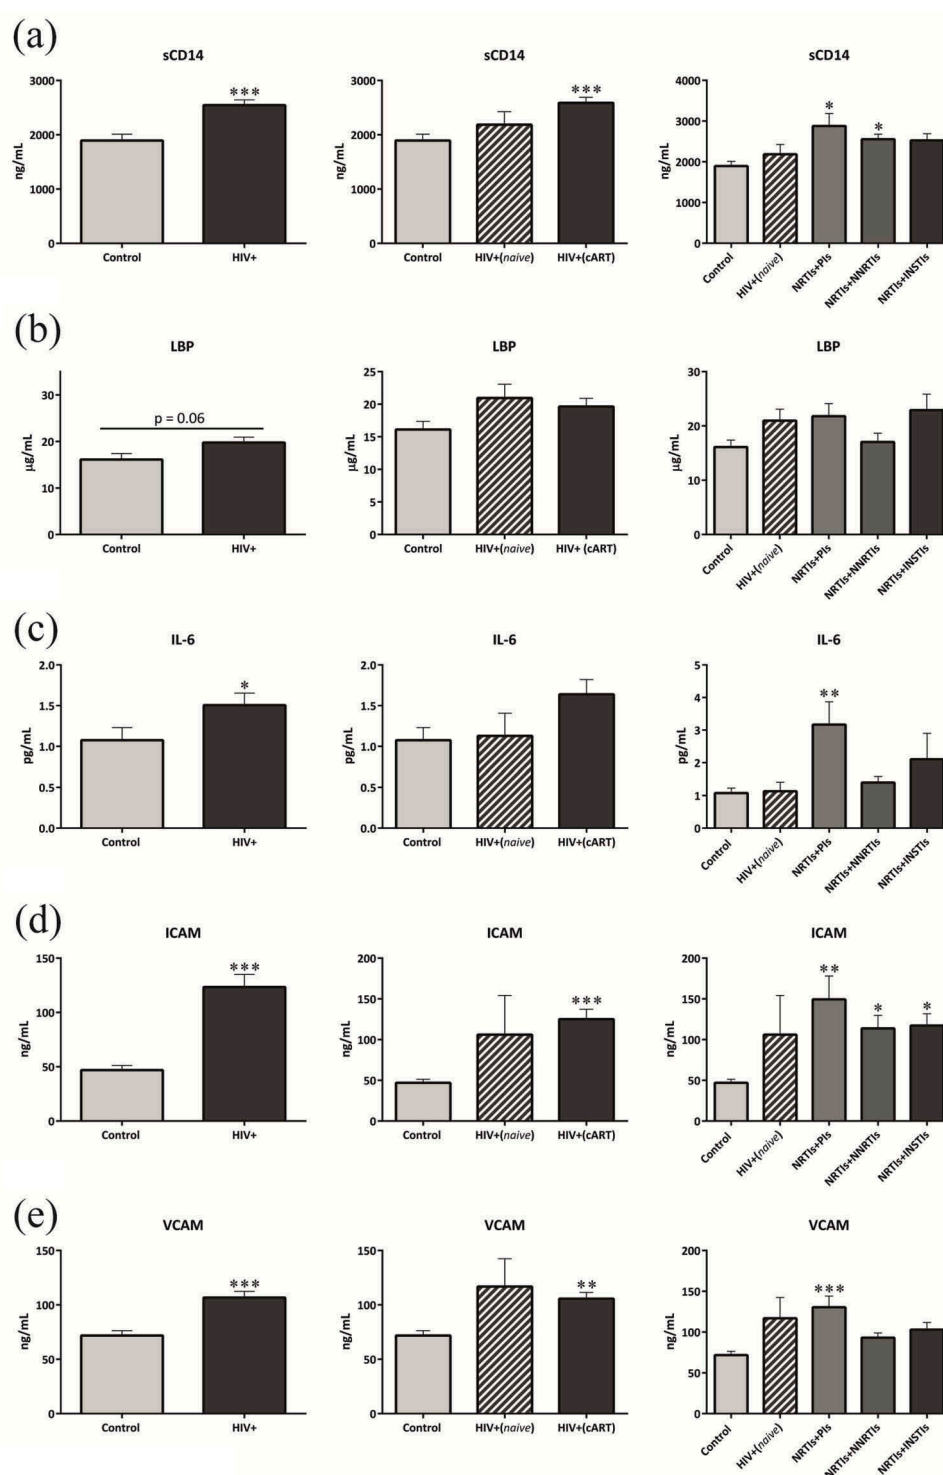 (a)
sCD14
ng/mL
3000
2000
1000
0
***
Control
HIV+
sCD14
ng/mL
3000
2000
1000
0
***
Control
HIV+(naive)
HIV+(cART)
sCD14
ng/mL
4000
3000
2000
1000
0
*
*
Control
HIV+(naive)
NRTIs+PIs
NRTIs+NNRTIs
NRTIs+INSTIs
(b)
LBP
μg/mL
30
20
10
0
p = 0.06
Control
HIV+
LBP
μg/mL
25
20
15
10
5
0
Control
HIV+(naive)
HIV+ (cART)
LBP
μg/mL
30
20
10
0
Control
HIV+(naive)
NRTIs+PIs
NRTIs+NNRTIs
NRTIs+INSTIs
(c)
IL-6
pg/mL
2.0
1.5
1.0
0.5
0.0
*
Control
HIV+
IL-6
pg/mL
2.0
1.5
1.0
0.5
0.0
Control
HIV+(naive)
HIV+(cART)
IL-6
pg/mL
5
4
3
2
1
0
**
Control
HIV+(naive)
NRTIs+PIs
NRTIs+NNRTIs
NRTIs+INSTIs
(d)
ICAM
ng/mL
150
100
50
0
***
Control
HIV+
ICAM
ng/mL
200
150
100
50
0
***
Control
HIV+(naive)
HIV+(cART)
ICAM
ng/mL
200
150
100
50
0
**
*
*
Control
HIV+(naive)
NRTIs+PIs
NRTIs+NNRTIs
NRTIs+INSTIs
(e)
VCAM
ng/mL
150
100
50
0
***
Control
HIV+
VCAM
ng/mL
150
100
50
0
**
Control
HIV+(naive)
HIV+(cART)
VCAM
ng/mL
200
150
100
50
0
***
Control
HIV+(naive)
NRTIs+PIs
NRTIs+NNRTIs
NRTIs+INSTIs